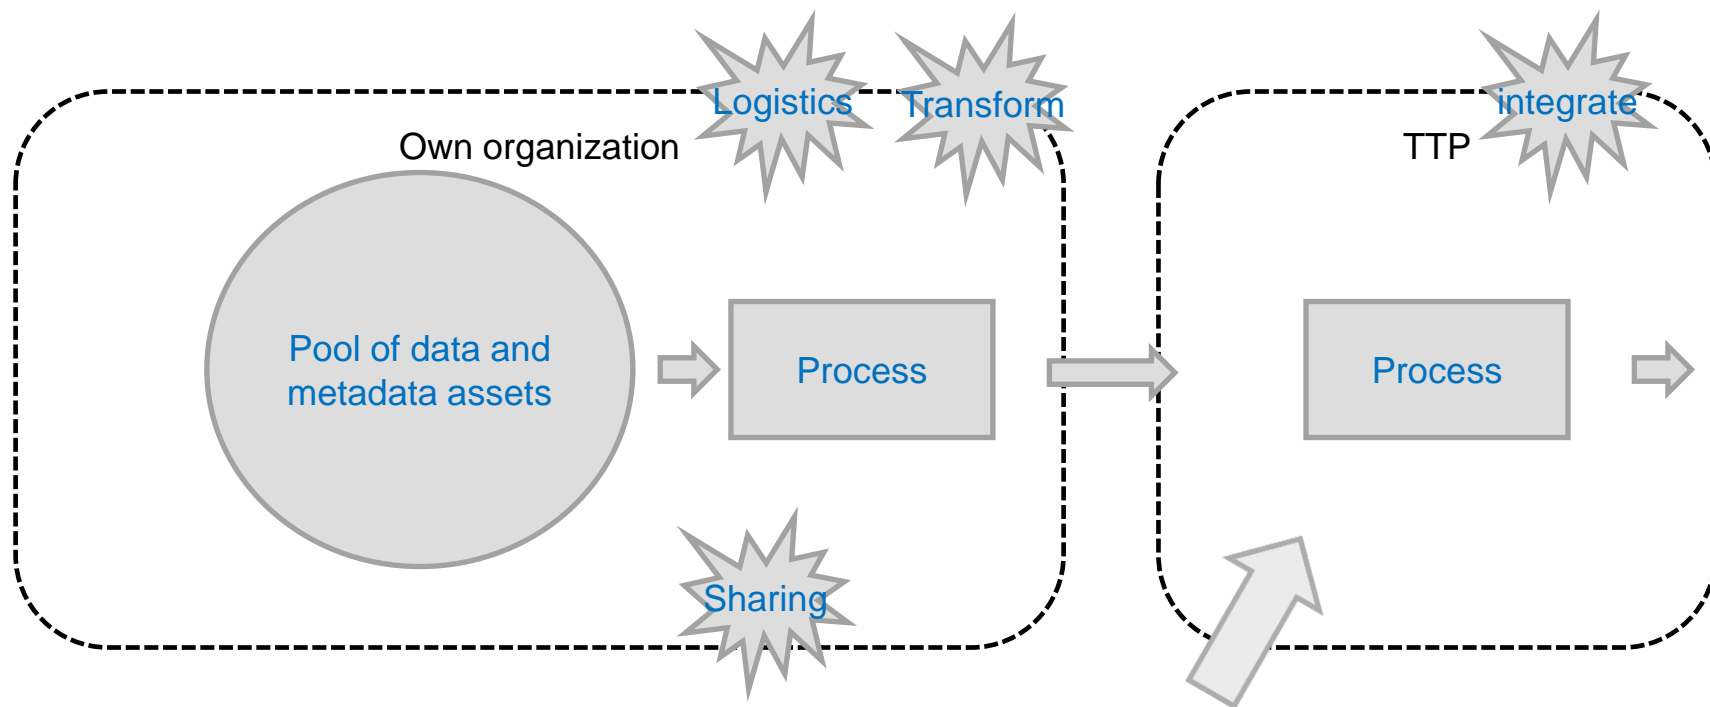 Logistics
Transform
integrate
Own organization
TTP
Pool of data and
metadata assets
Process
Process
Sharing